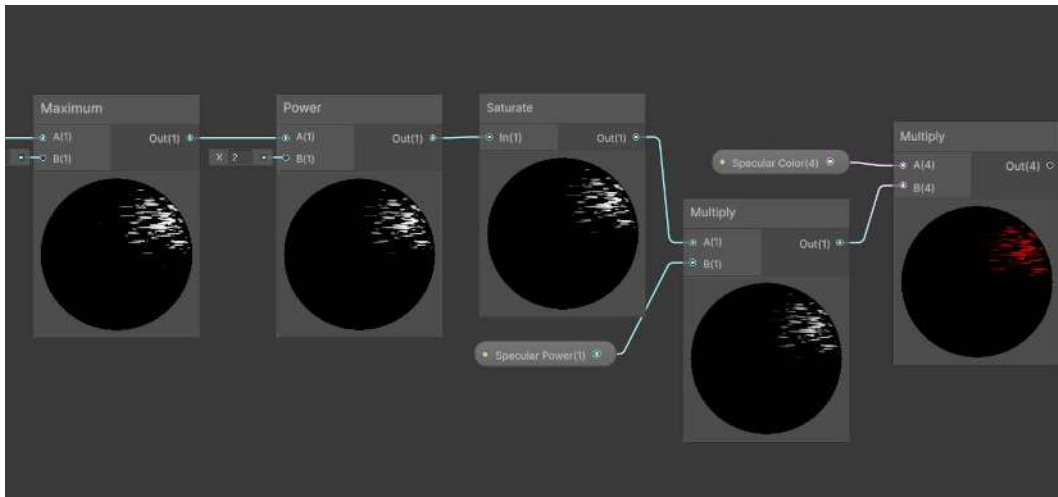 Maximum
A(1) Out(1)
B(1)
Power
A(1) Out(1)
X 2 B(1)
Saturate
In(1) Out(1)
Specular Power(1)
Multiply
A(1) Out(1)
B(1)
Specular Color(4)
Multiply
A(4) Out(4)
B(4)